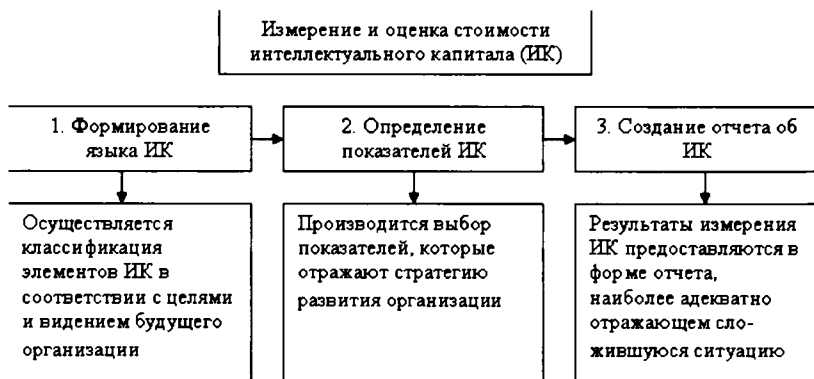 Измерение и оценка стоимости
интеллектуального капитала (ИК)
1. Формирование
языка ИК
2. Определение
показателей ИК
3. Создание отчета об
ИК
Осуществляется
классификация
элементов ИК в
соответствии с целями
и видением будущего
организации
Производится выбор
показателей, которые
отражают стратегию
развития организации
Результаты измерения
ИК предоставляются в
форме отчета,
наиболее адекватно
отражающем сло-
жившуюся ситуацию